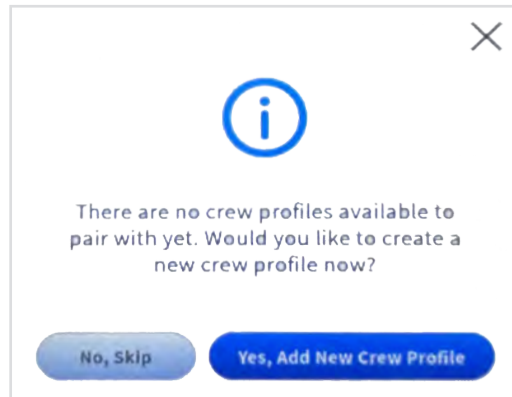 There are no crew profiles available to
pair with yet. Would you like to create a
new crew profile now?
No, Skip
Yes, Add New Crew Profile